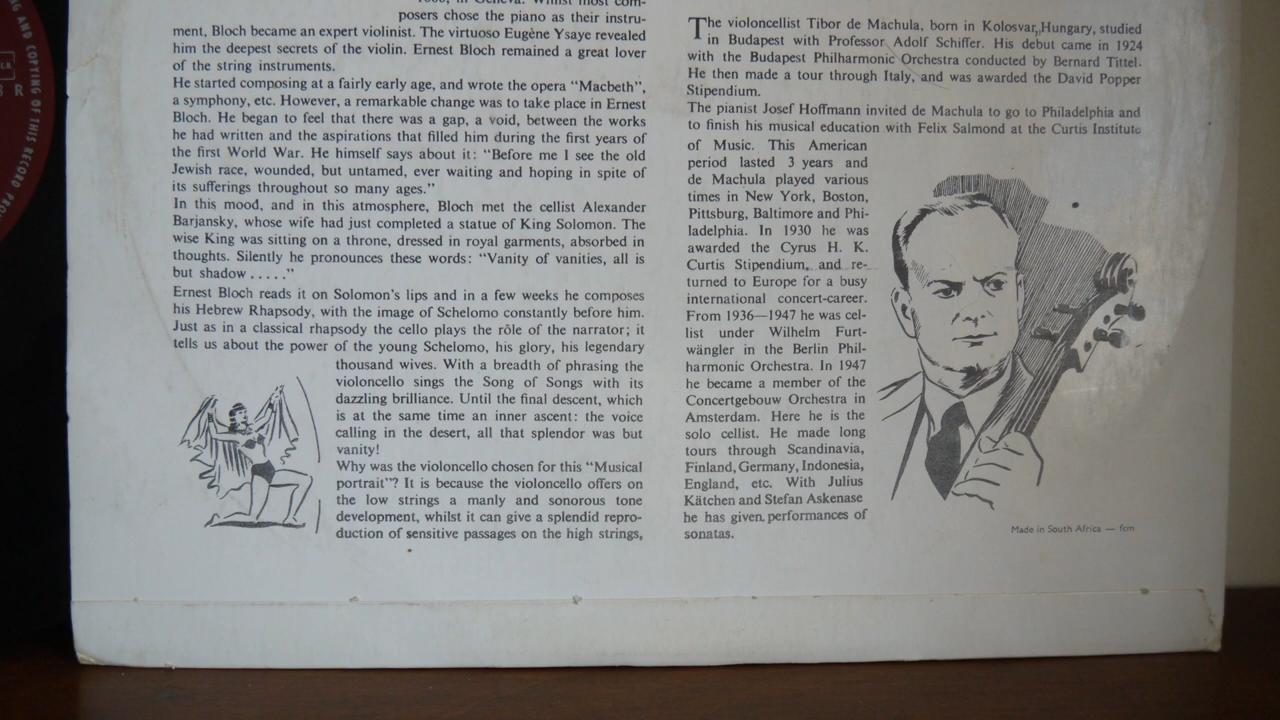 1880, in Geneva. Whilst most com-
posers chose the piano as their instru-
ment, Bloch became an expert violinist. The virtuoso Eugène Ysaye revealed
him the deepest secrets of the violin. Ernest Bloch remained a great lover
of the string instruments.
He started composing at a fairly early age, and wrote the opera “Macbeth”,
a symphony, etc. However, a remarkable change was to take place in Ernest
Bloch. He began to feel that there was a gap, a void, between the works
he had written and the aspirations that filled him during the first years of
the first World War. He himself says about it: “Before me I see the old
Jewish race, wounded, but untamed, ever waiting and hoping in spite of
its sufferings throughout so many ages.”
In this mood, and in this atmosphere, Bloch met the cellist Alexander
Barjansky, whose wife had just completed a statue of King Solomon. The
wise King was sitting on a throne, dressed in royal garments, absorbed in
thoughts. Silently he pronounces these words: “Vanity of vanities, all is
but shadow . . . . .”
Ernest Bloch reads it on Solomon’s lips and in a few weeks he composes
his Hebrew Rhapsody, with the image of Schelomo constantly before him.
Just as in a classical rhapsody the cello plays the rôle of the narrator; it
tells us about the power of the young Schelomo, his glory, his legendary
thousand wives. With a breadth of phrasing the
violoncello sings the Song of Songs with its
dazzling brilliance. Until the final descent, which
is at the same time an inner ascent: the voice
calling in the desert, all that splendor was but
vanity!
Why was the violoncello chosen for this “Musical
portrait”? It is because the violoncello offers on
the low strings a manly and sonorous tone
development, whilst it can give a splendid repro-
duction of sensitive passages on the high strings,
The violoncellist Tibor de Machula, born in Kolosvar, Hungary, studied
in Budapest with Professor Adolf Schiffer. His debut came in 1924
with the Budapest Philharmonic Orchestra conducted by Bernard Tittel.
He then made a tour through Italy, and was awarded the David Popper
Stipendium.
The pianist Josef Hoffmann invited de Machula to go to Philadelphia and
to finish his musical education with Felix Salmond at the Curtis Institute
of Music. This American
period lasted 3 years and
de Machula played various
times in New York, Boston,
Pittsburg, Baltimore and Phi-
ladelphia. In 1930 he was
awarded the Cyrus H. K.
Curtis Stipendium, and re-
turned to Europe for a busy
international concert-career.
From 1936—1947 he was cel-
list under Wilhelm Furt-
wängler in the Berlin Phil-
harmonic Orchestra. In 1947
he became a member of the
Concertgebouw Orchestra in
Amsterdam. Here he is the
solo cellist. He made long
tours through Scandinavia,
Finland, Germany, Indonesia,
England, etc. With Julius
Kätchen and Stefan Askenase
he has given performances of
sonatas.
Made in South Africa — fcm
AND COPYING OF THIS RECORD